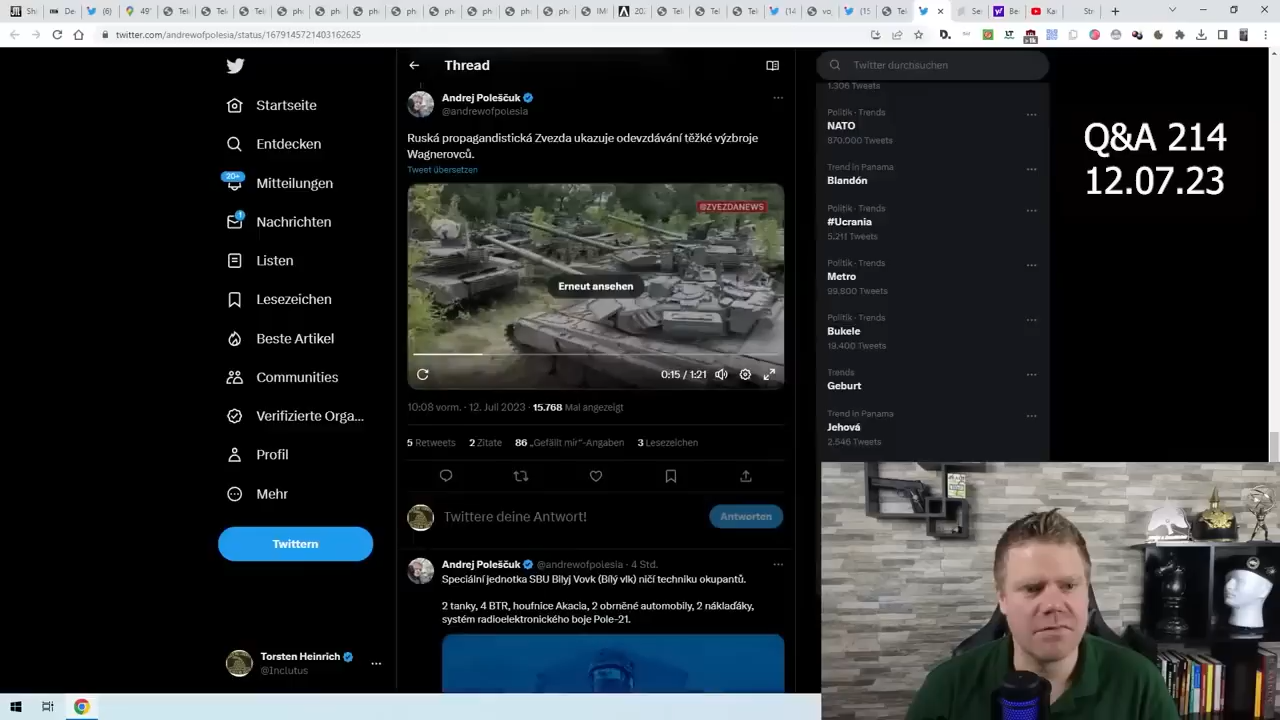 twitter.com/andrewofpolesia/status/1679145721403162625
Startseite
Entdecken
20+
Mitteilungen
Nachrichten
Listen
Lesezeichen
Beste Artikel
Communities
Verifizierte Orga...
Profil
Mehr
Twittern
Torsten Heinrich
@Inclutus
Thread
Andrej Poleščuk
@andrewofpolesia
Ruská propagandistická Zvezda ukazuje odevzdávání těžké výzbroje
Wagnerovců.
Tweet übersetzen
@ZVEZDANEWS
Erneut ansehen
0:15 / 1:21
10:08 vorm. · 12. Juli 2023 · 15.768 Mal angezeigt
5 Retweets 2 Zitate 86 „Gefällt mir“-Angaben 3 Lesezeichen
Twittere deine Antwort!
Antworten
Andrej Poleščuk @andrewofpolesia · 4 Std.
Speciální jednotka SBU Bilyj Vovk (Bílý vlk) ničí techniku okupantů.
2 tanky, 4 BTR, houfnice Akacia, 2 obrněné automobily, 2 náklaďáky,
systém radioelektronického boje Pole-21.
Twitter durchsuchen
1.306 Tweets
Politik · Trends
NATO
870.000 Tweets
Trend in Panama
Blandón
Politik · Trends
#Ucrania
5.211 Tweets
Politik · Trends
Metro
99.800 Tweets
Politik · Trends
Bukele
19.400 Tweets
Trends
Geburt
Trend in Panama
Jehová
2.546 Tweets
Q&A 214
12.07.23